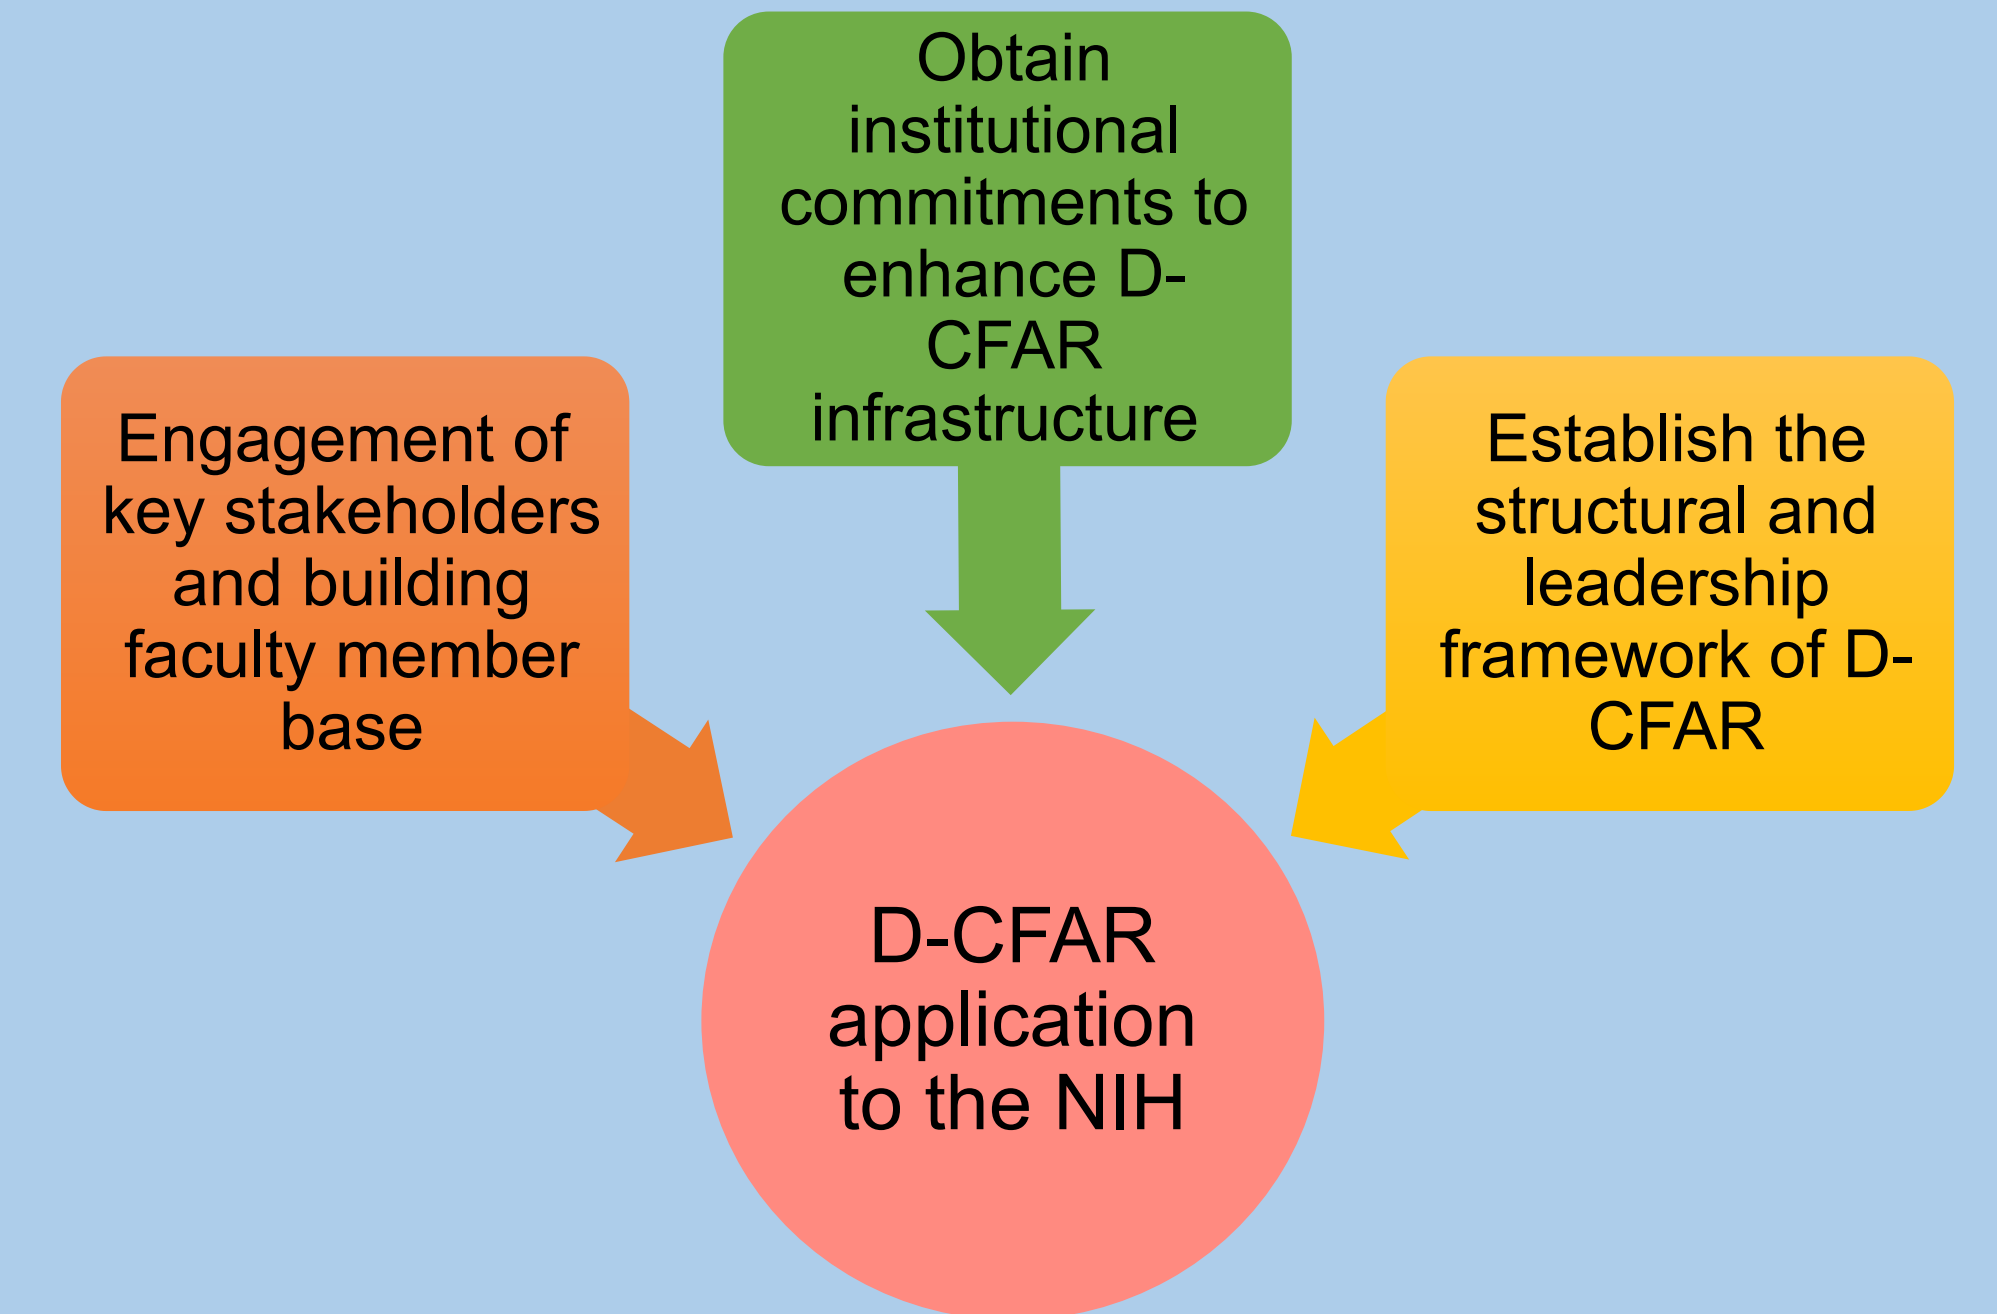 Obtain
institutional
commitments to
enhance D-
CFAR
infrastructure
Engagement of
key stakeholders
and building
faculty member
base
Establish the
structural and
leadership
framework of D-
CFAR
D-CFAR
application
to the NIH